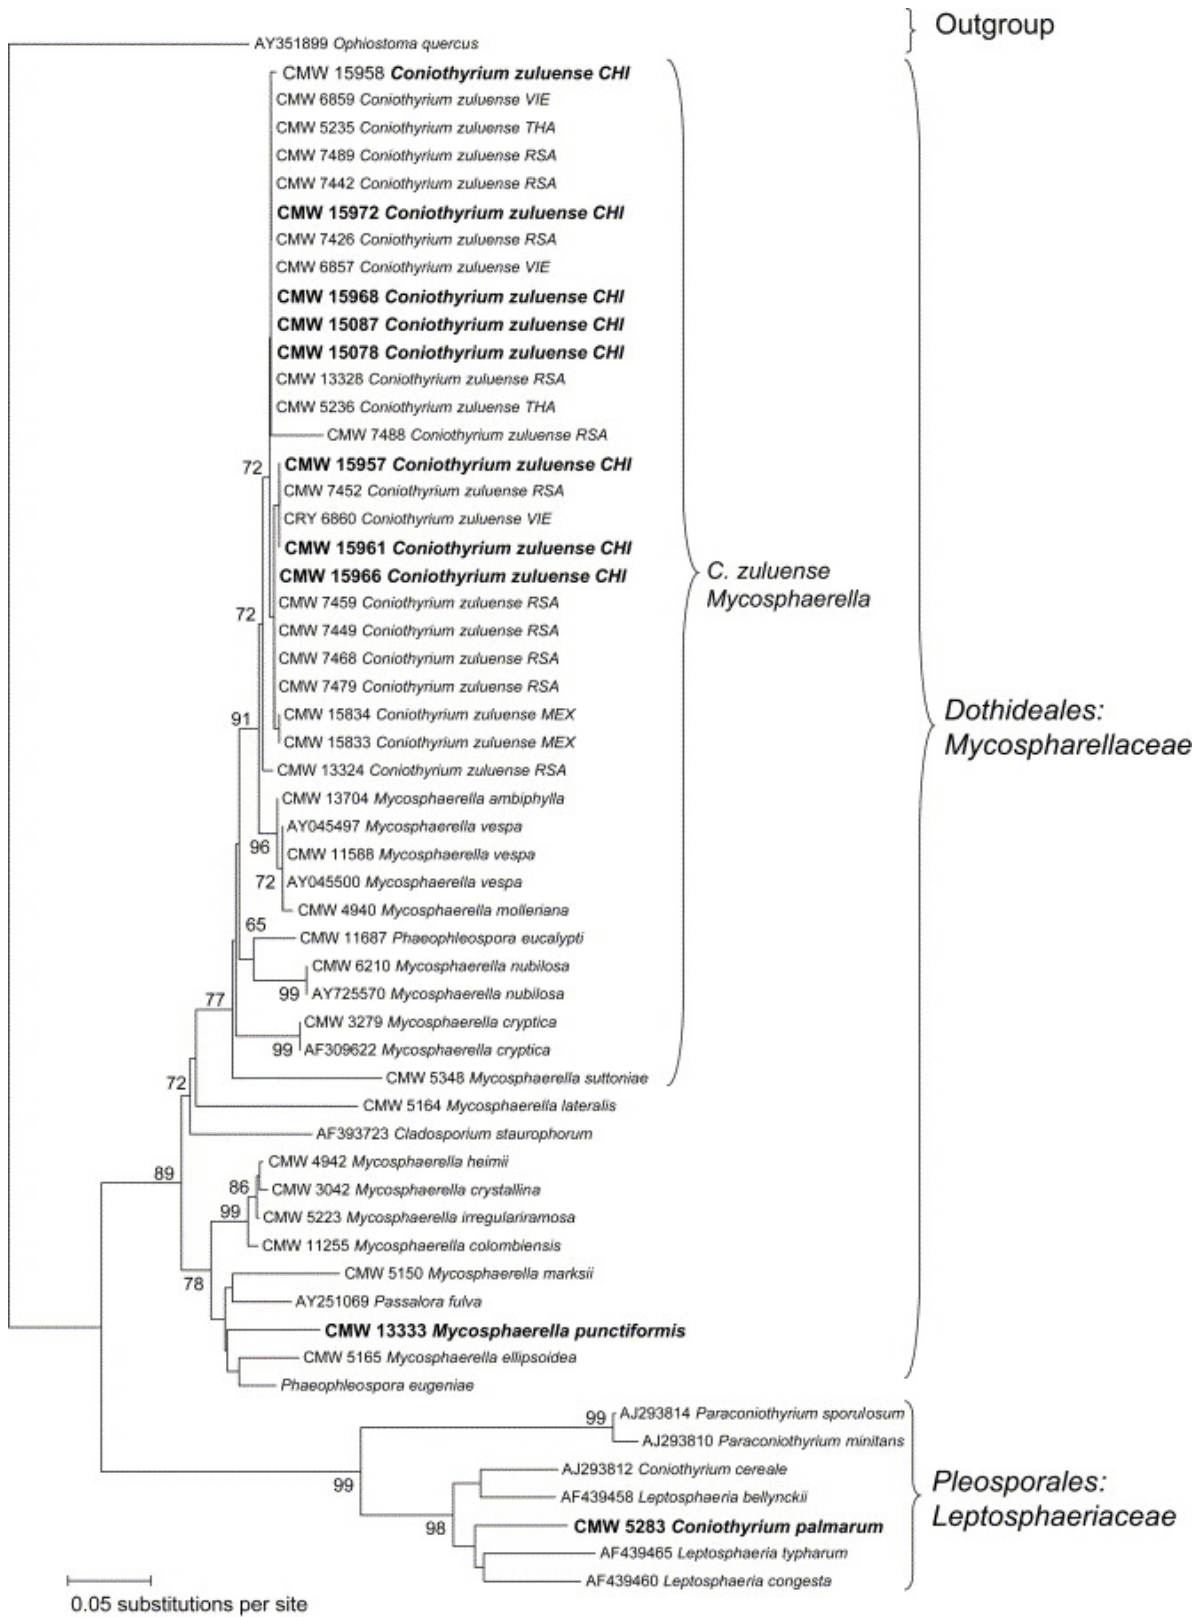 Outgroup
AY351899 Ophiostoma quercus
CMW 15958 Coniothyrium zuluense CHI
CMW 6859 Coniothyrium zuluense VIE
CMW 5235 Coniothyrium zuluense THA
CMW 7489 Coniothyrium zuluense RSA
CMW 7442 Coniothyrium zuluense RSA
CMW 15972 Coniothyrium zuluense CHI
CMW 7426 Coniothyrium zuluense RSA
CMW 6857 Coniothyrium zuluense VIE
CMW 15968 Coniothyrium zuluense CHI
CMW 15087 Coniothyrium zuluense CHI
CMW 15078 Coniothyrium zuluense CHI
CMW 13328 Coniothyrium zuluense RSA
CMW 5236 Coniothyrium zuluense THA
CMW 7488 Coniothyrium zuluense RSA
72
CMW 15957 Coniothyrium zuluense CHI
CMW 7452 Coniothyrium zuluense RSA
CRY 6860 Coniothyrium zuluense VIE
CMW 15961 Coniothyrium zuluense CHI
CMW 15966 Coniothyrium zuluense CHI
C. zuluense
Mycosphaerella
CMW 7459 Coniothyrium zuluense RSA
72
CMW 7449 Coniothyrium zuluense RSA
CMW 7468 Coniothyrium zuluense RSA
CMW 7479 Coniothyrium zuluense RSA
91
CMW 15834 Coniothyrium zuluense MEX
CMW 15833 Coniothyrium zuluense MEX
Dothideales:
Mycospharellaceae
CMW 13324 Coniothyrium zuluense RSA
CMW 13704 Mycosphaerella ambiphylla
AY045497 Mycosphaerella vespa
96
CMW 11588 Mycosphaerella vespa
72
AY045500 Mycosphaerella vespa
CMW 4940 Mycosphaerella molleriana
65
CMW 11687 Phaeophleospora eucalypti
CMW 6210 Mycosphaerella nubilosa
99
AY725570 Mycosphaerella nubilosa
77
CMW 3279 Mycosphaerella cryptica
99
AF309622 Mycosphaerella cryptica
CMW 5348 Mycosphaerella suttoniae
72
CMW 5164 Mycosphaerella lateralis
AF393723 Cladosporium staurophorum
CMW 4942 Mycosphaerella heimii
89
86
CMW 3042 Mycosphaerella crystallina
99
CMW 5223 Mycosphaerella irregulariramosa
CMW 11255 Mycosphaerella colombiensis
78
CMW 5150 Mycosphaerella marksii
AY251069 Passalora fulva
CMW 13333 Mycosphaerella punctiformis
CMW 5165 Mycosphaerella ellipsoidea
Phaeophleospora eugeniae
99
AJ293814 Paraconiothyrium sporulosum
AJ293810 Paraconiothyrium minitans
99
AJ293812 Coniothyrium cereale
AF439458 Leptosphaeria bellynckii
Pleosporales:
Leptosphaeriaceae
98
CMW 5283 Coniothyrium palmarum
AF439465 Leptosphaeria typharum
AF439460 Leptosphaeria congesta
0.05 substitutions per site